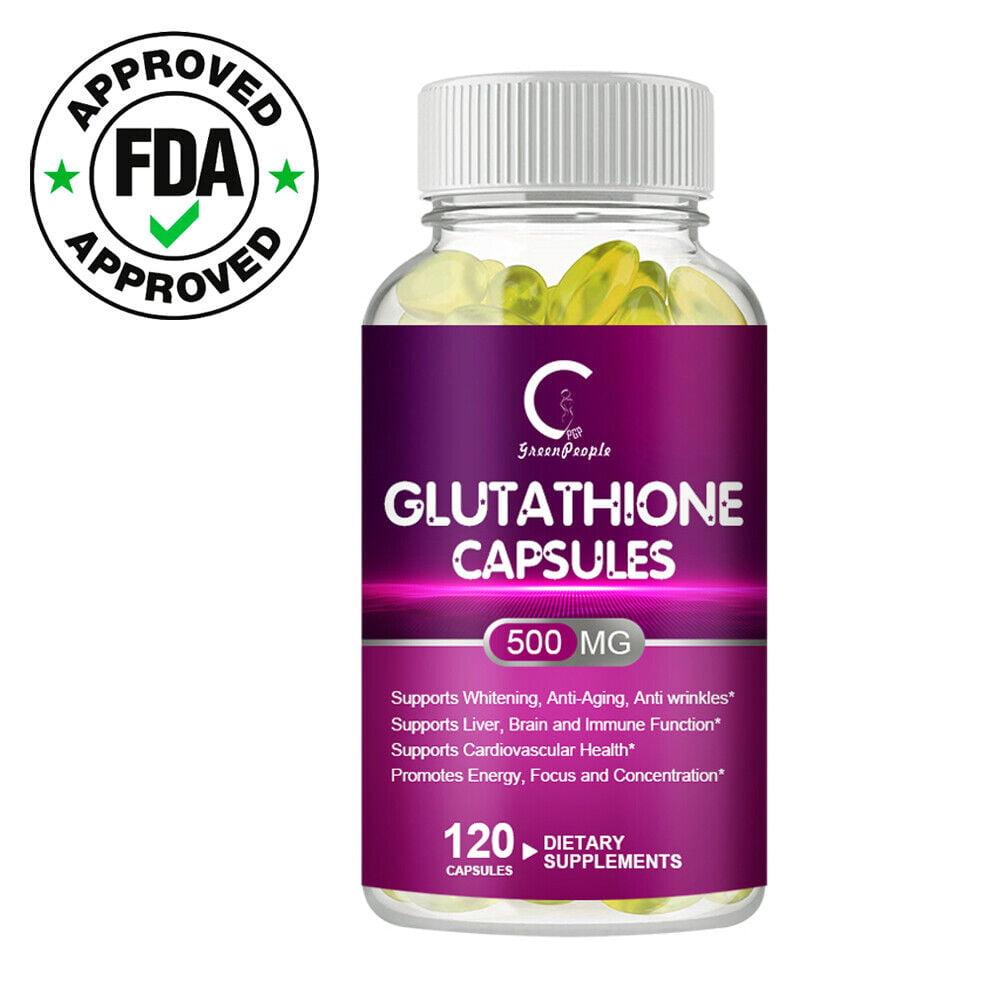 APPROVED
FDA
APPROVED
PGP
GreenPeople
GLUTATHIONE
CAPSULES
500 MG
Supports Whitening, Anti-Aging, Anti wrinkles*
Supports Liver, Brain and Immune Function*
Supports Cardiovascular Health*
Promotes Energy, Focus and Concentration*
120
CAPSULES
DIETARY
SUPPLEMENTS